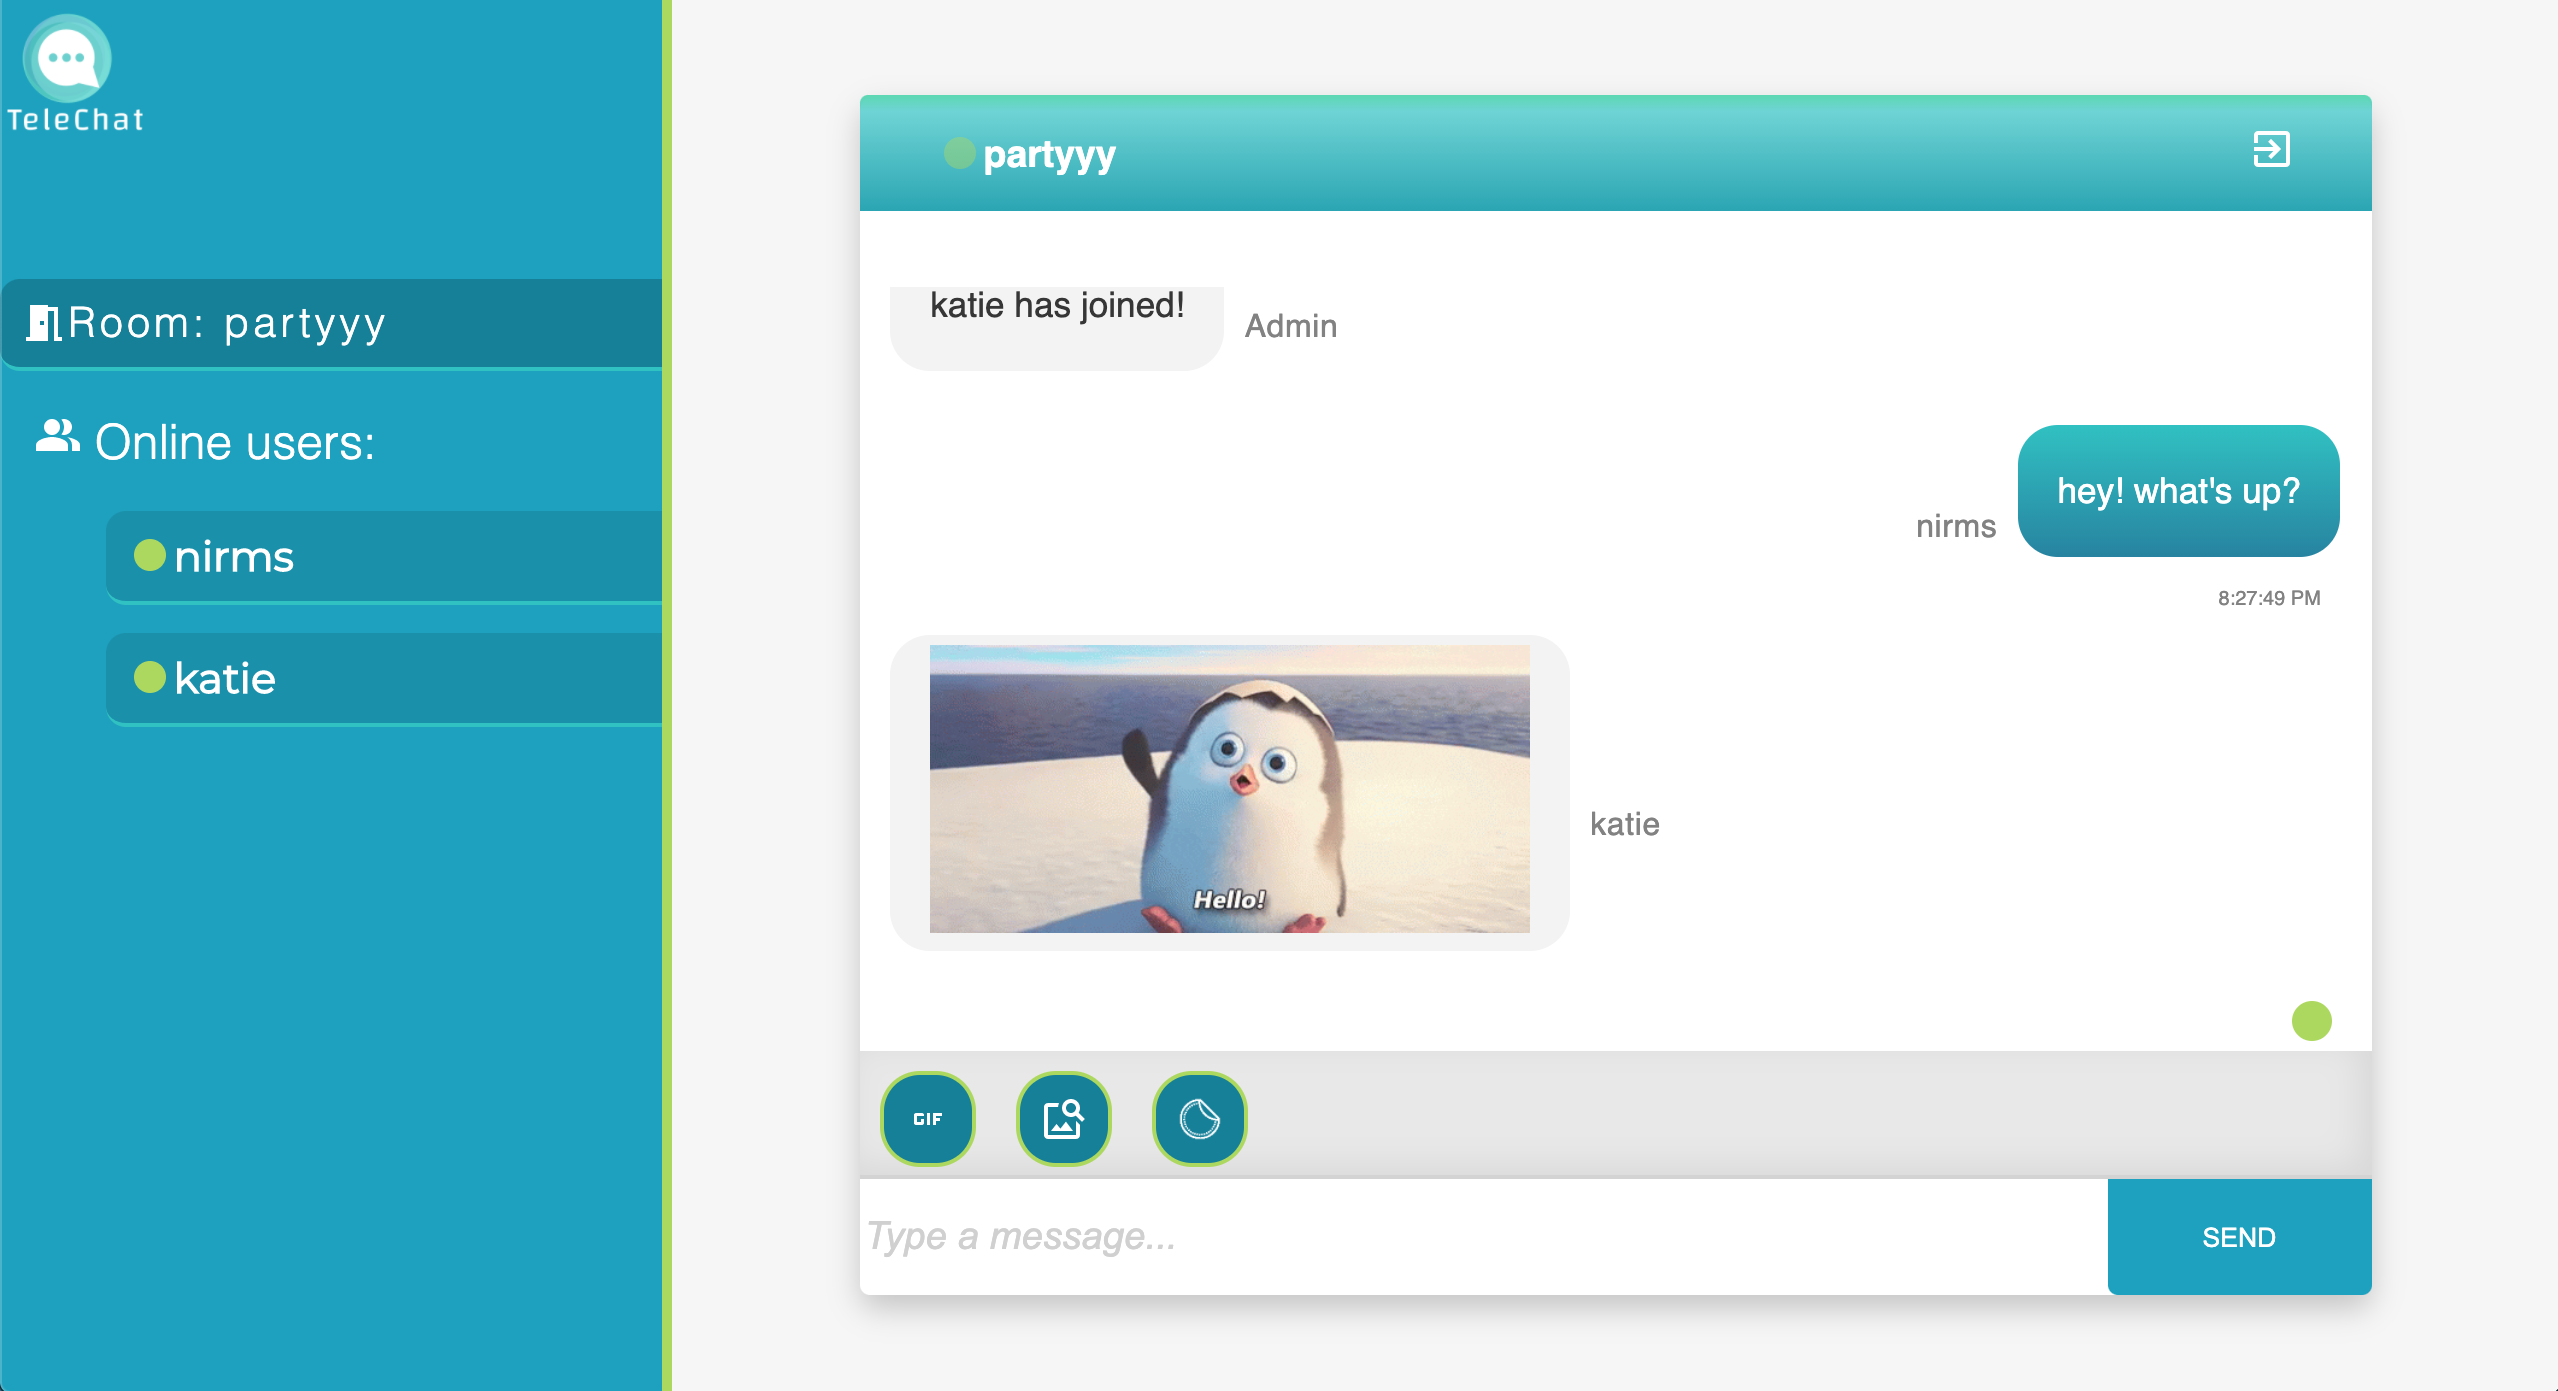 TeleChat
Room: partyyy
Online users:
nirms
katie
partyyy
katie has joined!
Admin
hey! what's up?
nirms
8:27:49 PM
Hello!
katie
GIF
Type a message...
SEND